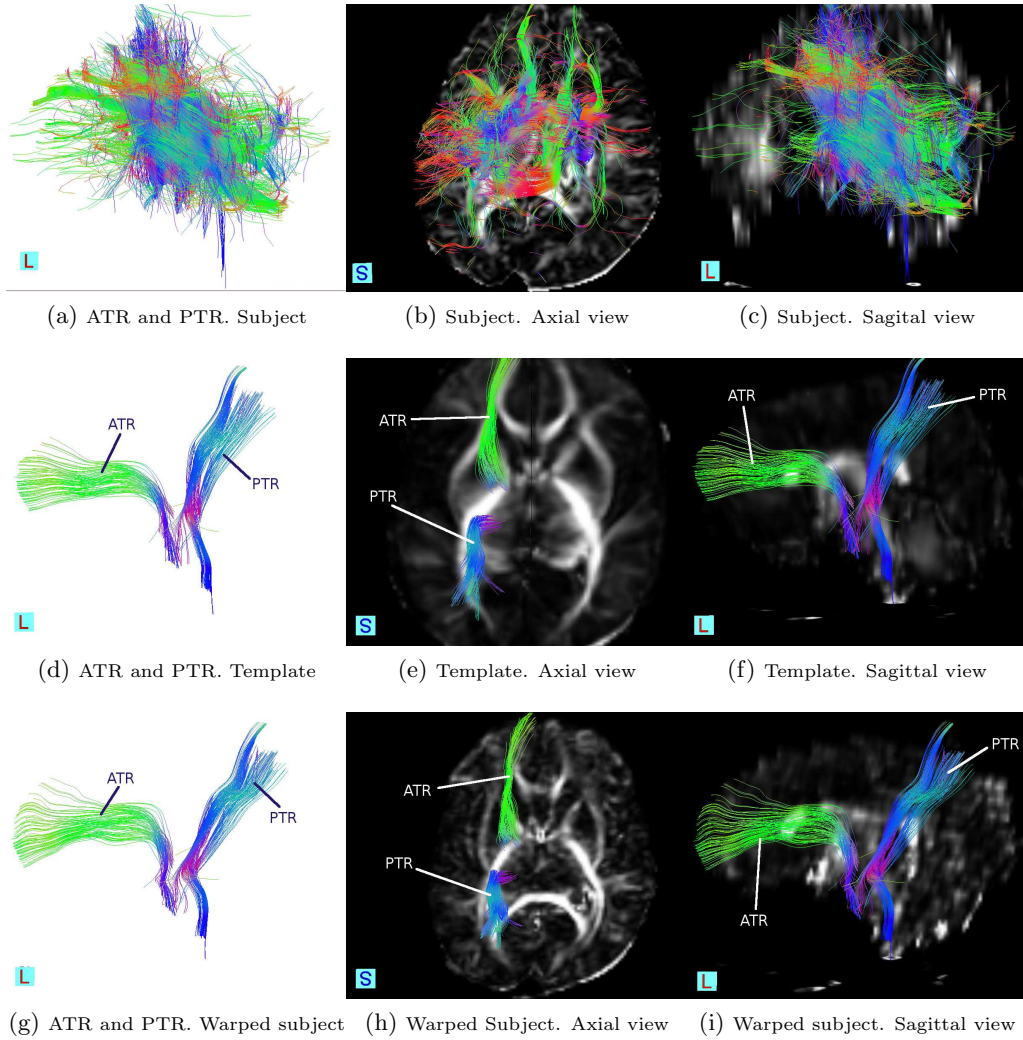 L
S
L
(a) ATR and PTR. Subject
(b) Subject. Axial view
(c) Subject. Sagital view
ATR
PTR
L
ATR
PTR
S
ATR
PTR
L
(d) ATR and PTR. Template
(e) Template. Axial view
(f) Template. Sagittal view
ATR
PTR
L
ATR
PTR
S
PTR
ATR
L
(g) ATR and PTR. Warped subject
(h) Warped Subject. Axial view
(i) Warped subject. Sagittal view